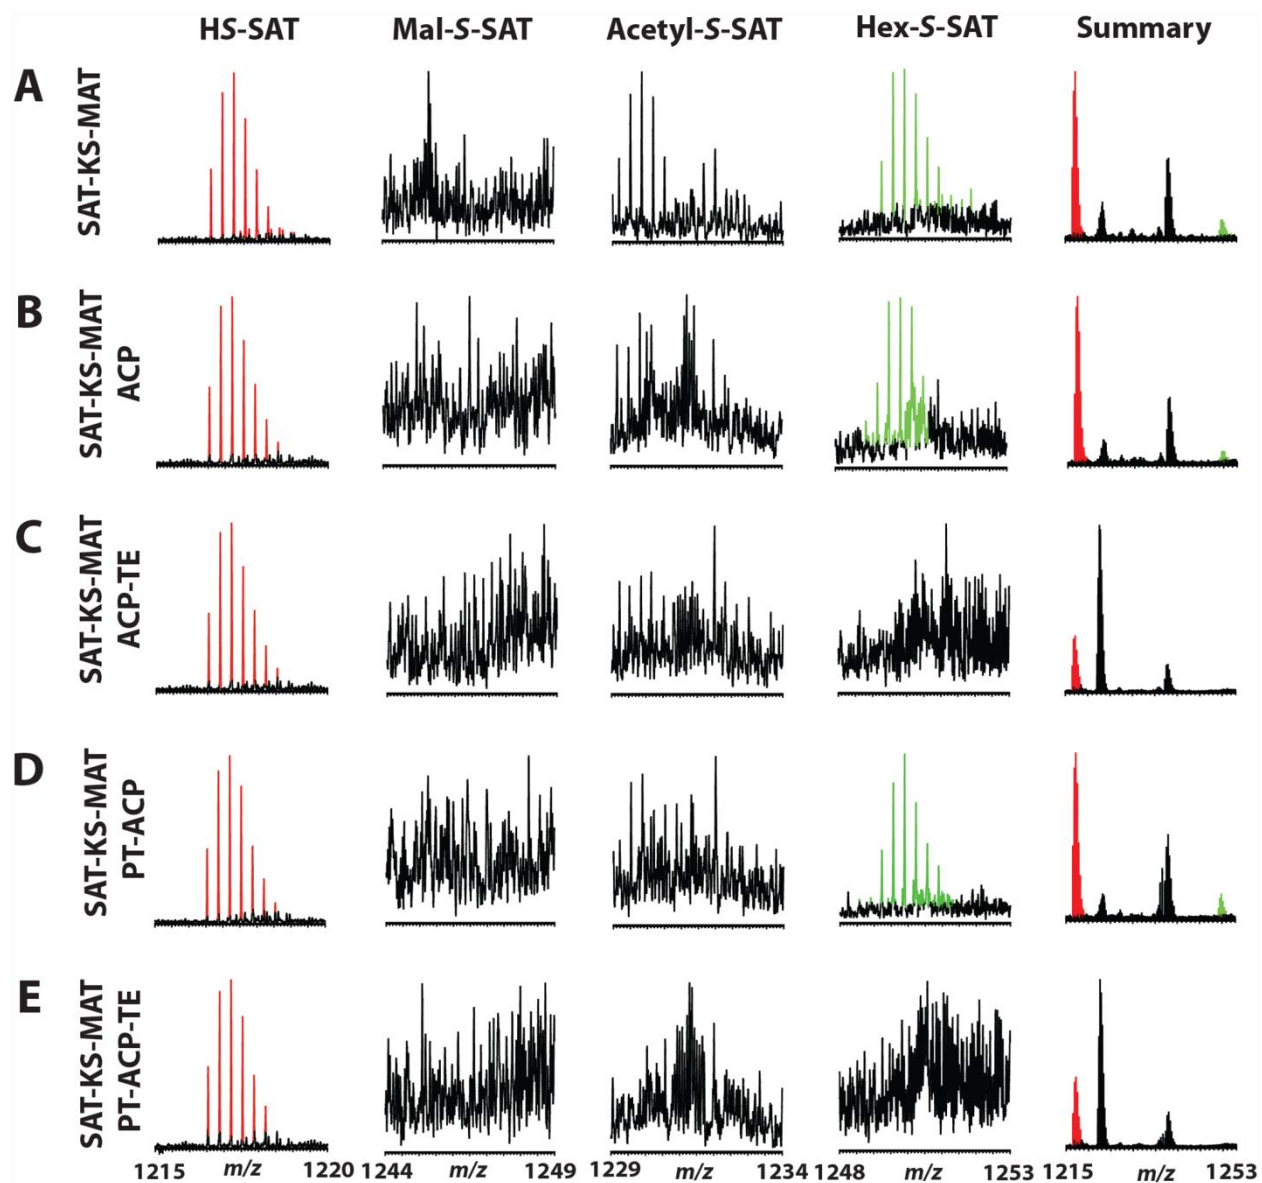 HS-SAT Mal-S-SAT Acetyl-S-SAT Hex-S-SAT Summary
A
SAT-KS-MAT
B
SAT-KS-MAT
ACP
C
SAT-KS-MAT
ACP-TE
D
SAT-KS-MAT
PT-ACP
E
SAT-KS-MAT
PT-ACP-TE
1215 m/z 1220 1244 m/z 1249 1229 m/z 1234 1248 m/z 1253 1215 m/z 1253